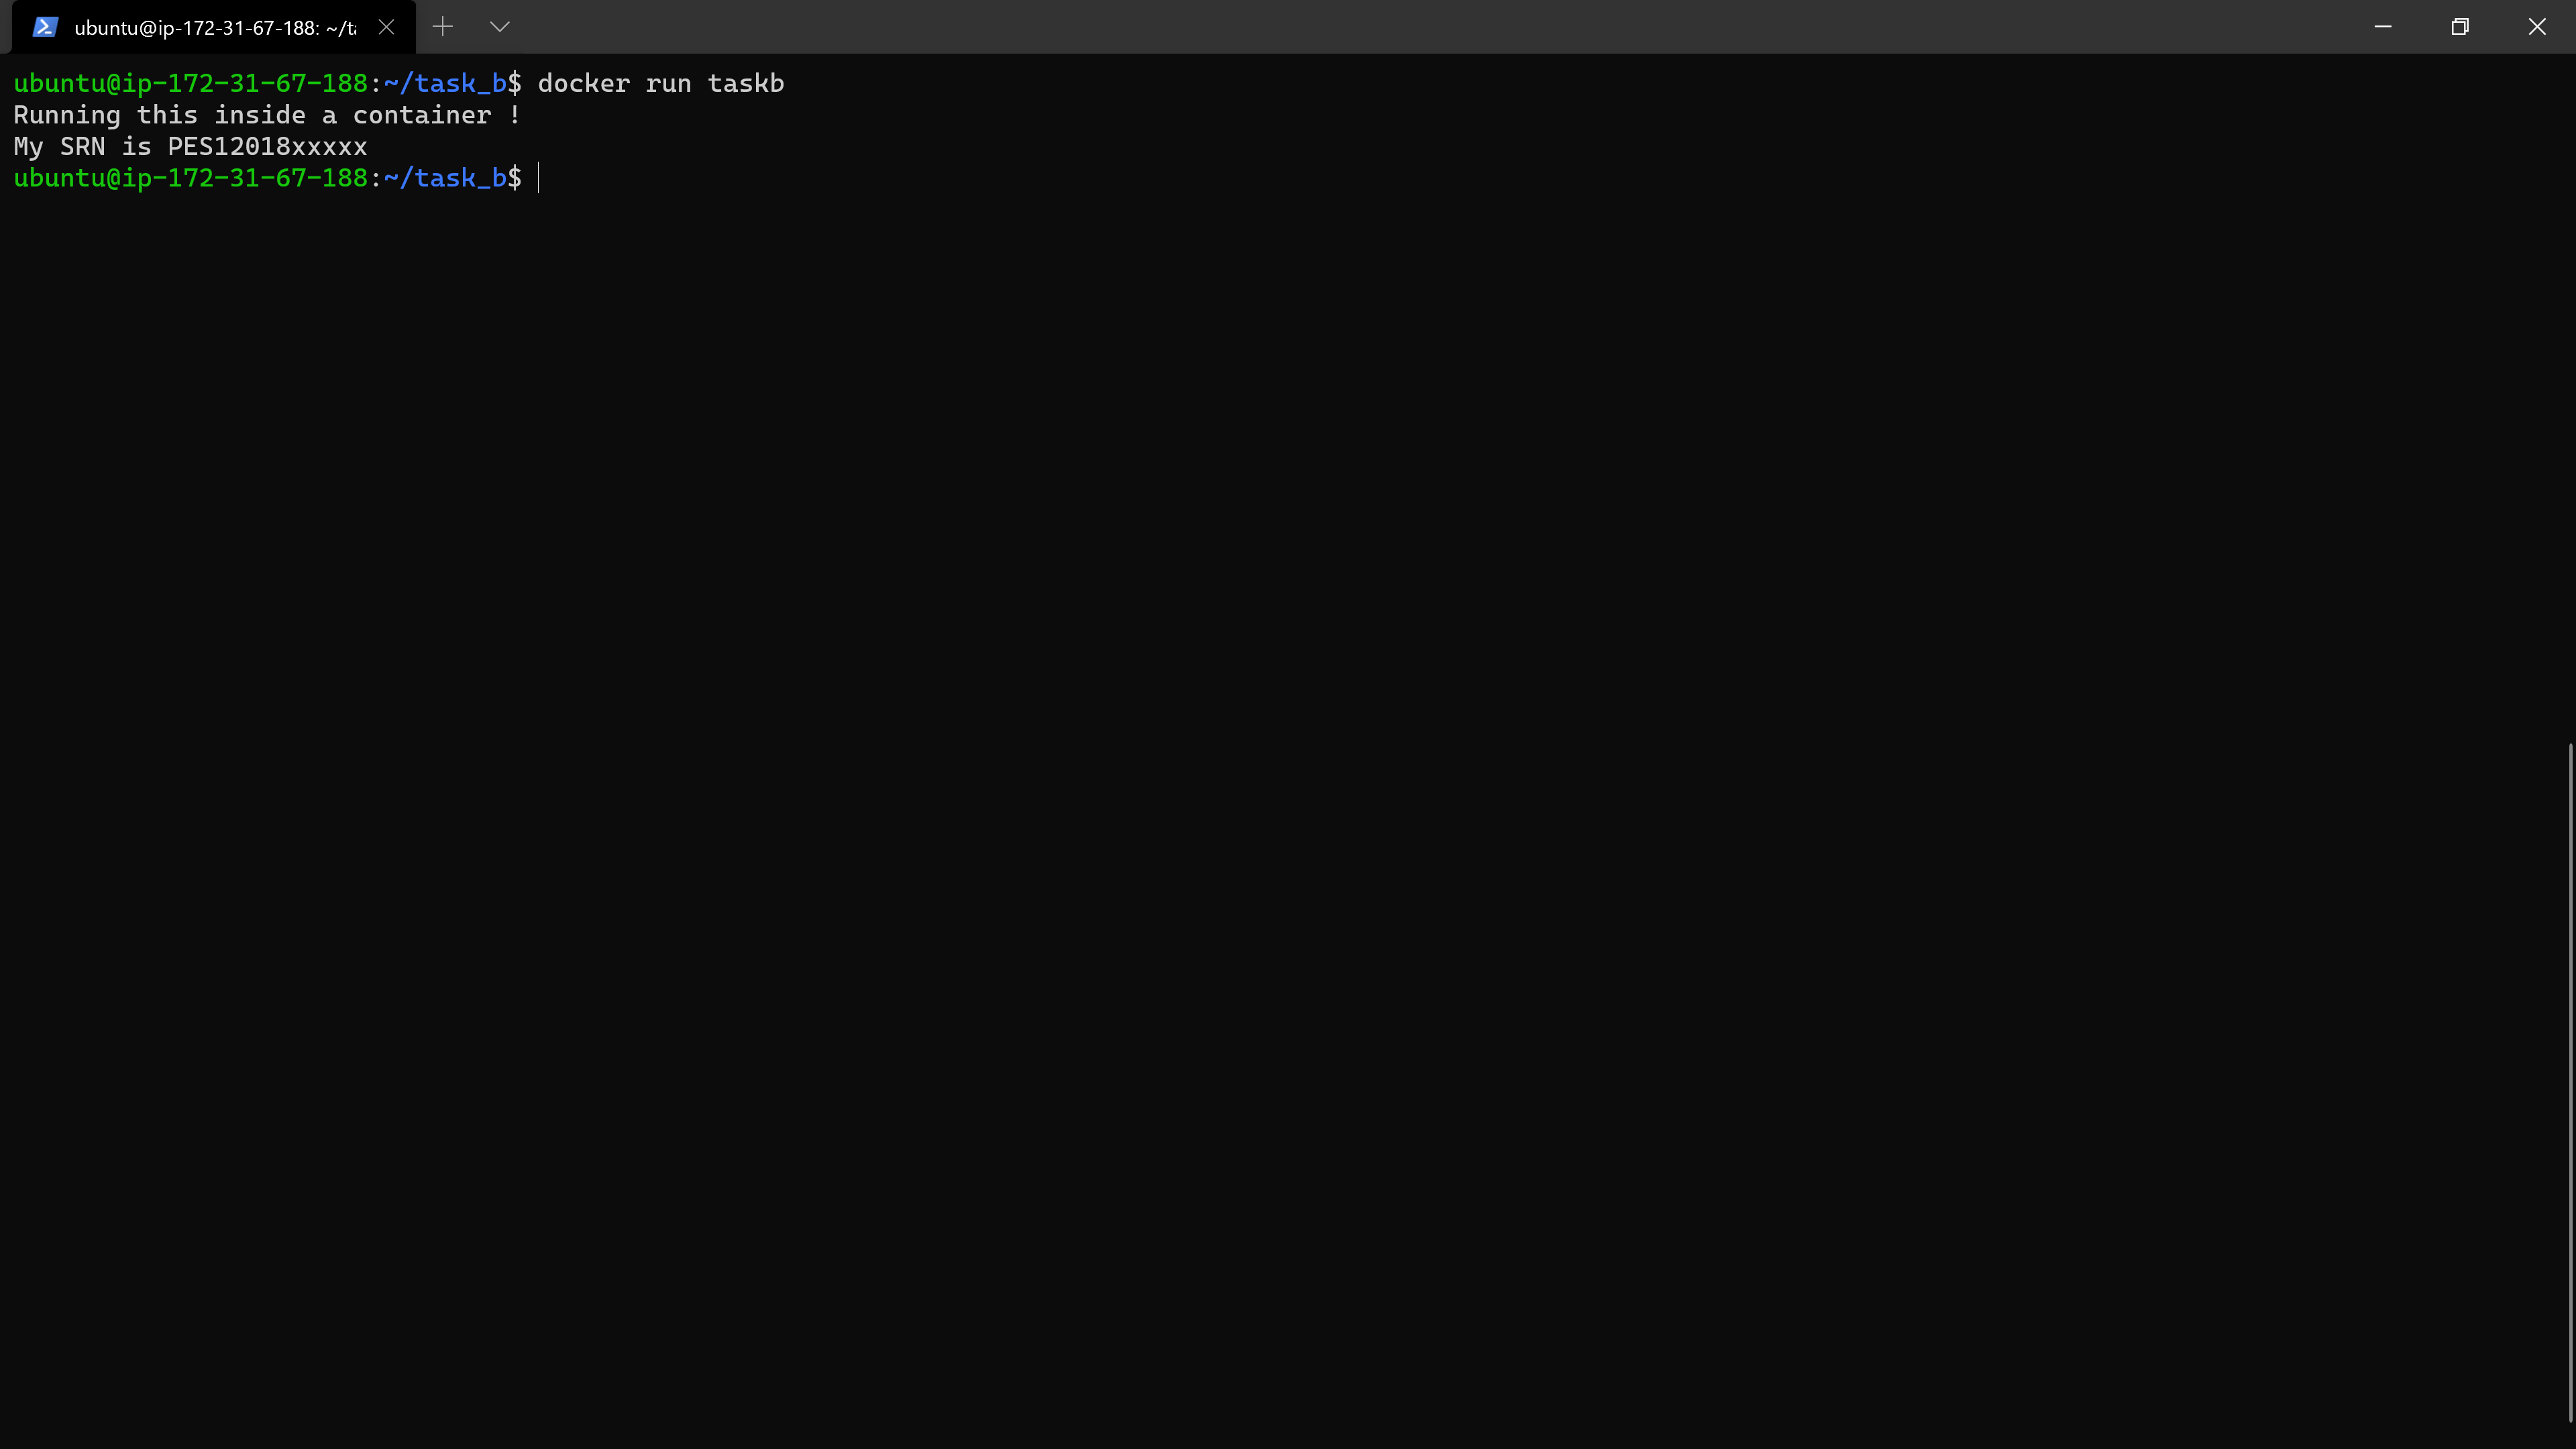 ubuntu@ip-172-31-67-188: ~/ta
ubuntu@ip-172-31-67-188:~/task_b$ docker run taskb
Running this inside a container !
My SRN is PES12018xxxxx
ubuntu@ip-172-31-67-188:~/task_b$